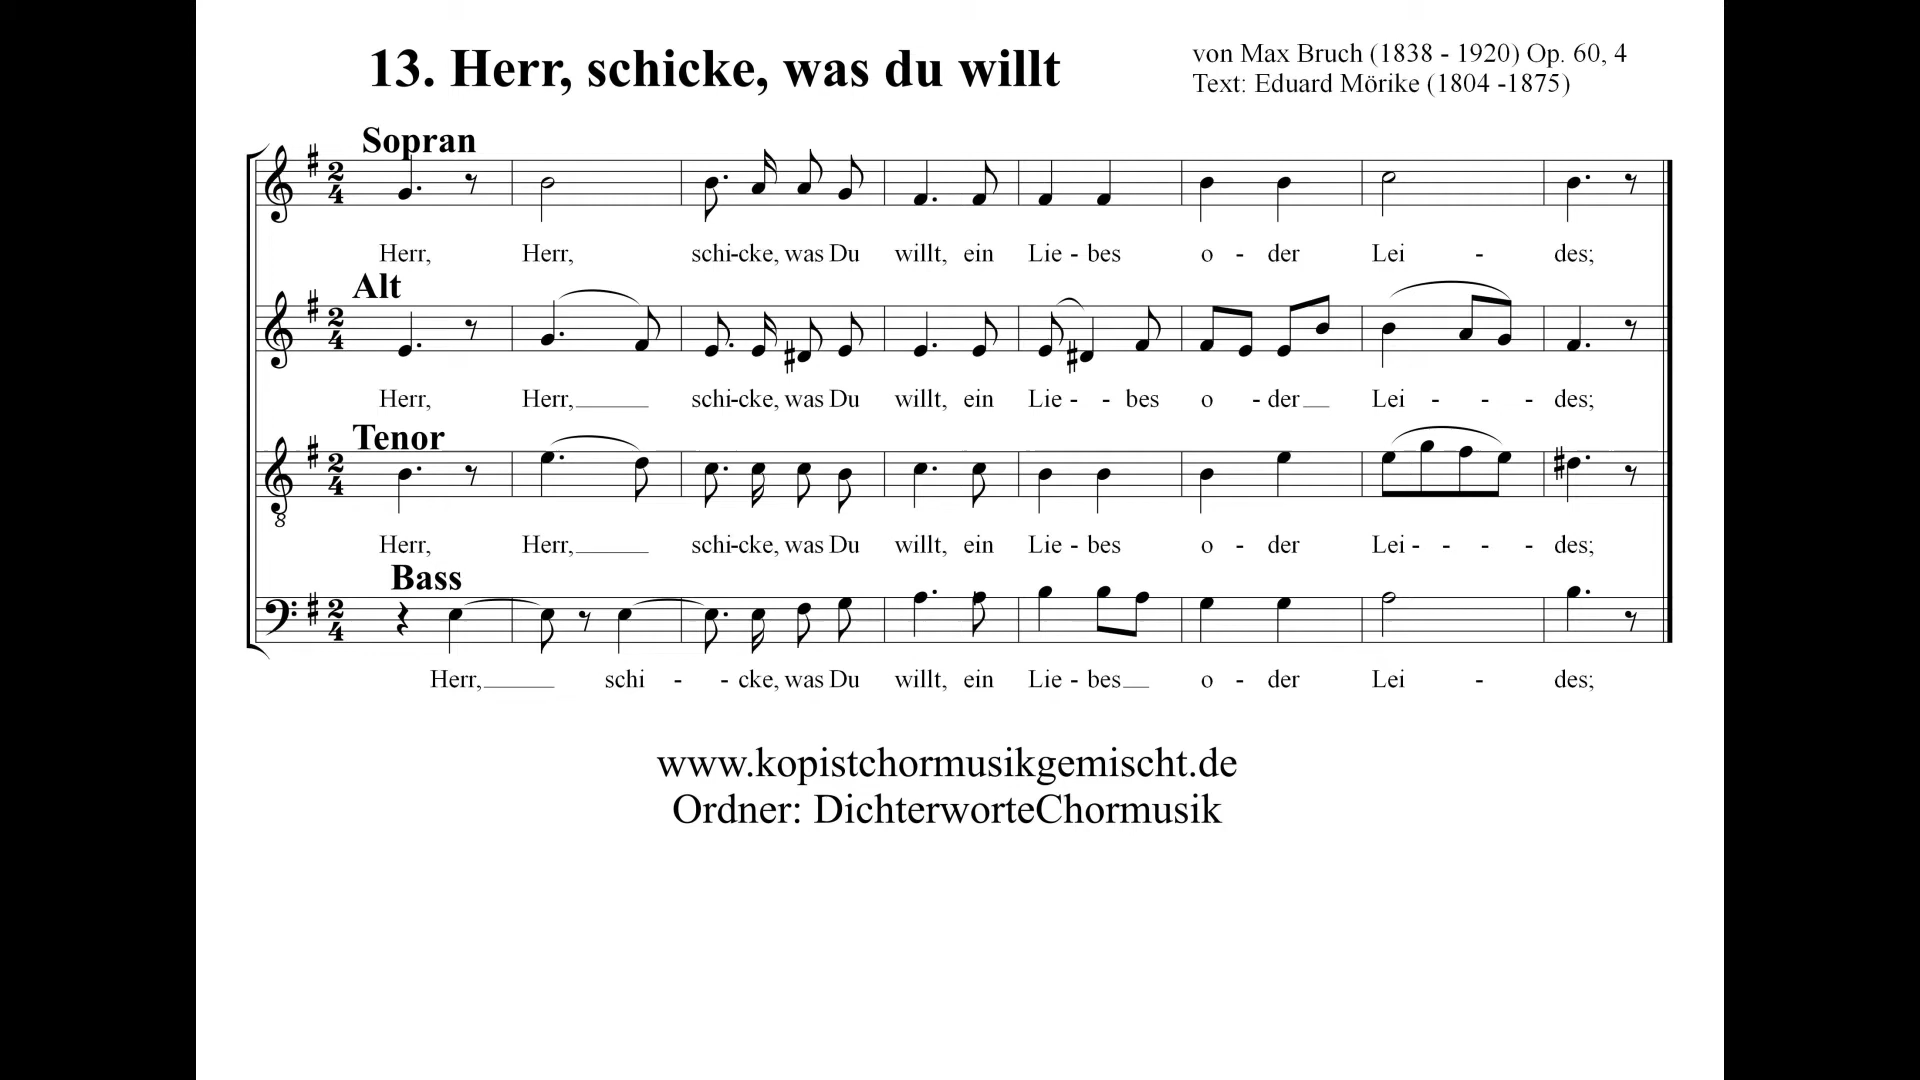 13. Herr, schicke, was du willt
von Max Bruch (1838 - 1920) Op. 60, 4
Text: Eduard Mörike (1804 -1875)
Sopran
Herr, Herr, schi-cke, was Du willt, ein Lie - bes o - der Lei - des;
Alt
Herr, Herr, schi-cke, was Du willt, ein Lie - - bes o - der Lei - - - des;
Tenor
Herr, Herr, schi-cke, was Du willt, ein Lie - bes o - der Lei - - - - des;
Bass
Herr, schi - - cke, was Du willt, ein Lie - bes o - der Lei - des;
www.kopistchormusikgemischt.de
Ordner: DichterworteChormusik